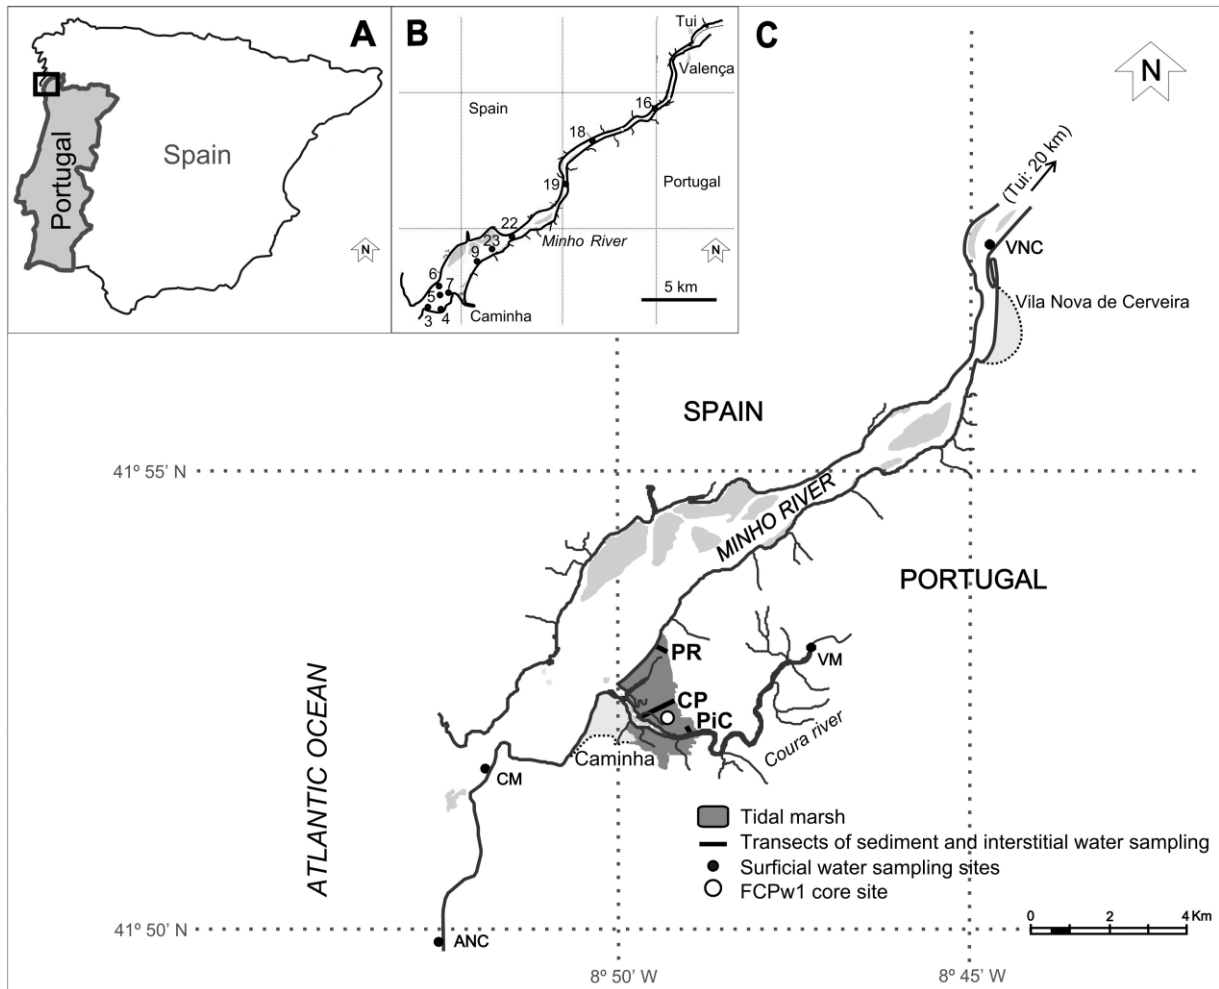 A
Portugal
Spain
N
B
Tui
Valença
16
Spain
18
Portugal
19
22
23
Minho River
9
N
6
7
5
5 km
3
4
Caminha
C
N
(Tui: 20 km)
VNC
Vila Nova de Cerveira
SPAIN
41º 55’ N
MINHO RIVER
PORTUGAL
PR
VM
CP
PiC
Coura river
Caminha
CM
ATLANTIC OCEAN
Tidal marsh
Transects of sediment and interstitial water sampling
Surficial water sampling sites
FCPw1 core site
41º 50’ N
ANC
0 2 4 Km
8º 50’ W
8º 45’ W